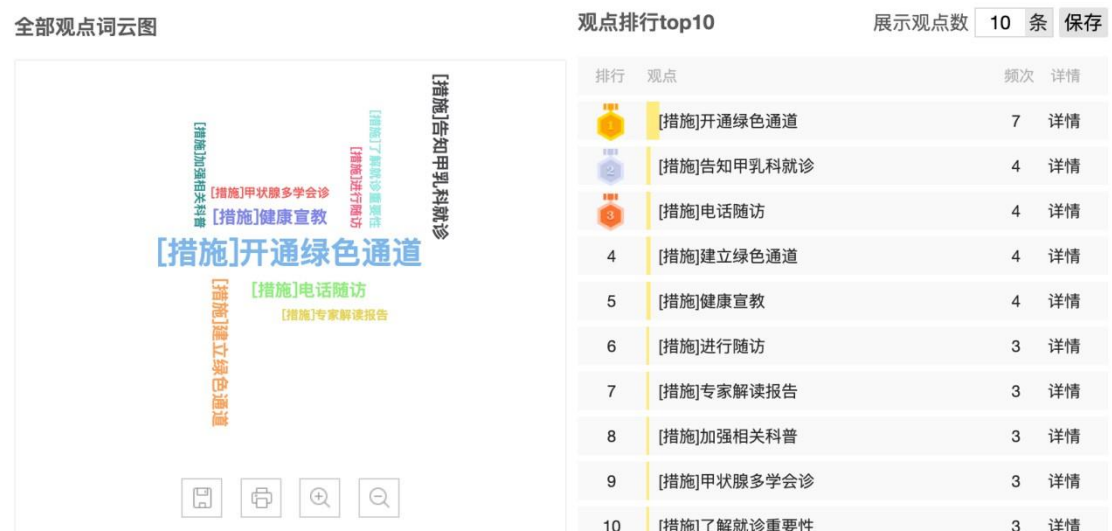 全部观点词云图
[措施]告知甲乳科就诊
[措施]了解就诊重要性
[措施]加强相关科普
[措施]进行随访
[措施]甲状腺多学会诊
[措施]健康宣教
[措施]开通绿色通道
[措施]电话随访
[措施]建立绿色通道
[措施]专家解读报告
观点排行top10 展示观点数 10 条 保存
排行 观点 频次 详情
1 [措施]开通绿色通道 7 详情
2 [措施]告知甲乳科就诊 4 详情
3 [措施]电话随访 4 详情
4 [措施]建立绿色通道 4 详情
5 [措施]健康宣教 4 详情
6 [措施]进行随访 3 详情
7 [措施]专家解读报告 3 详情
8 [措施]加强相关科普 3 详情
9 [措施]甲状腺多学会诊 3 详情
10 [措施]了解就诊重要性 3 详情